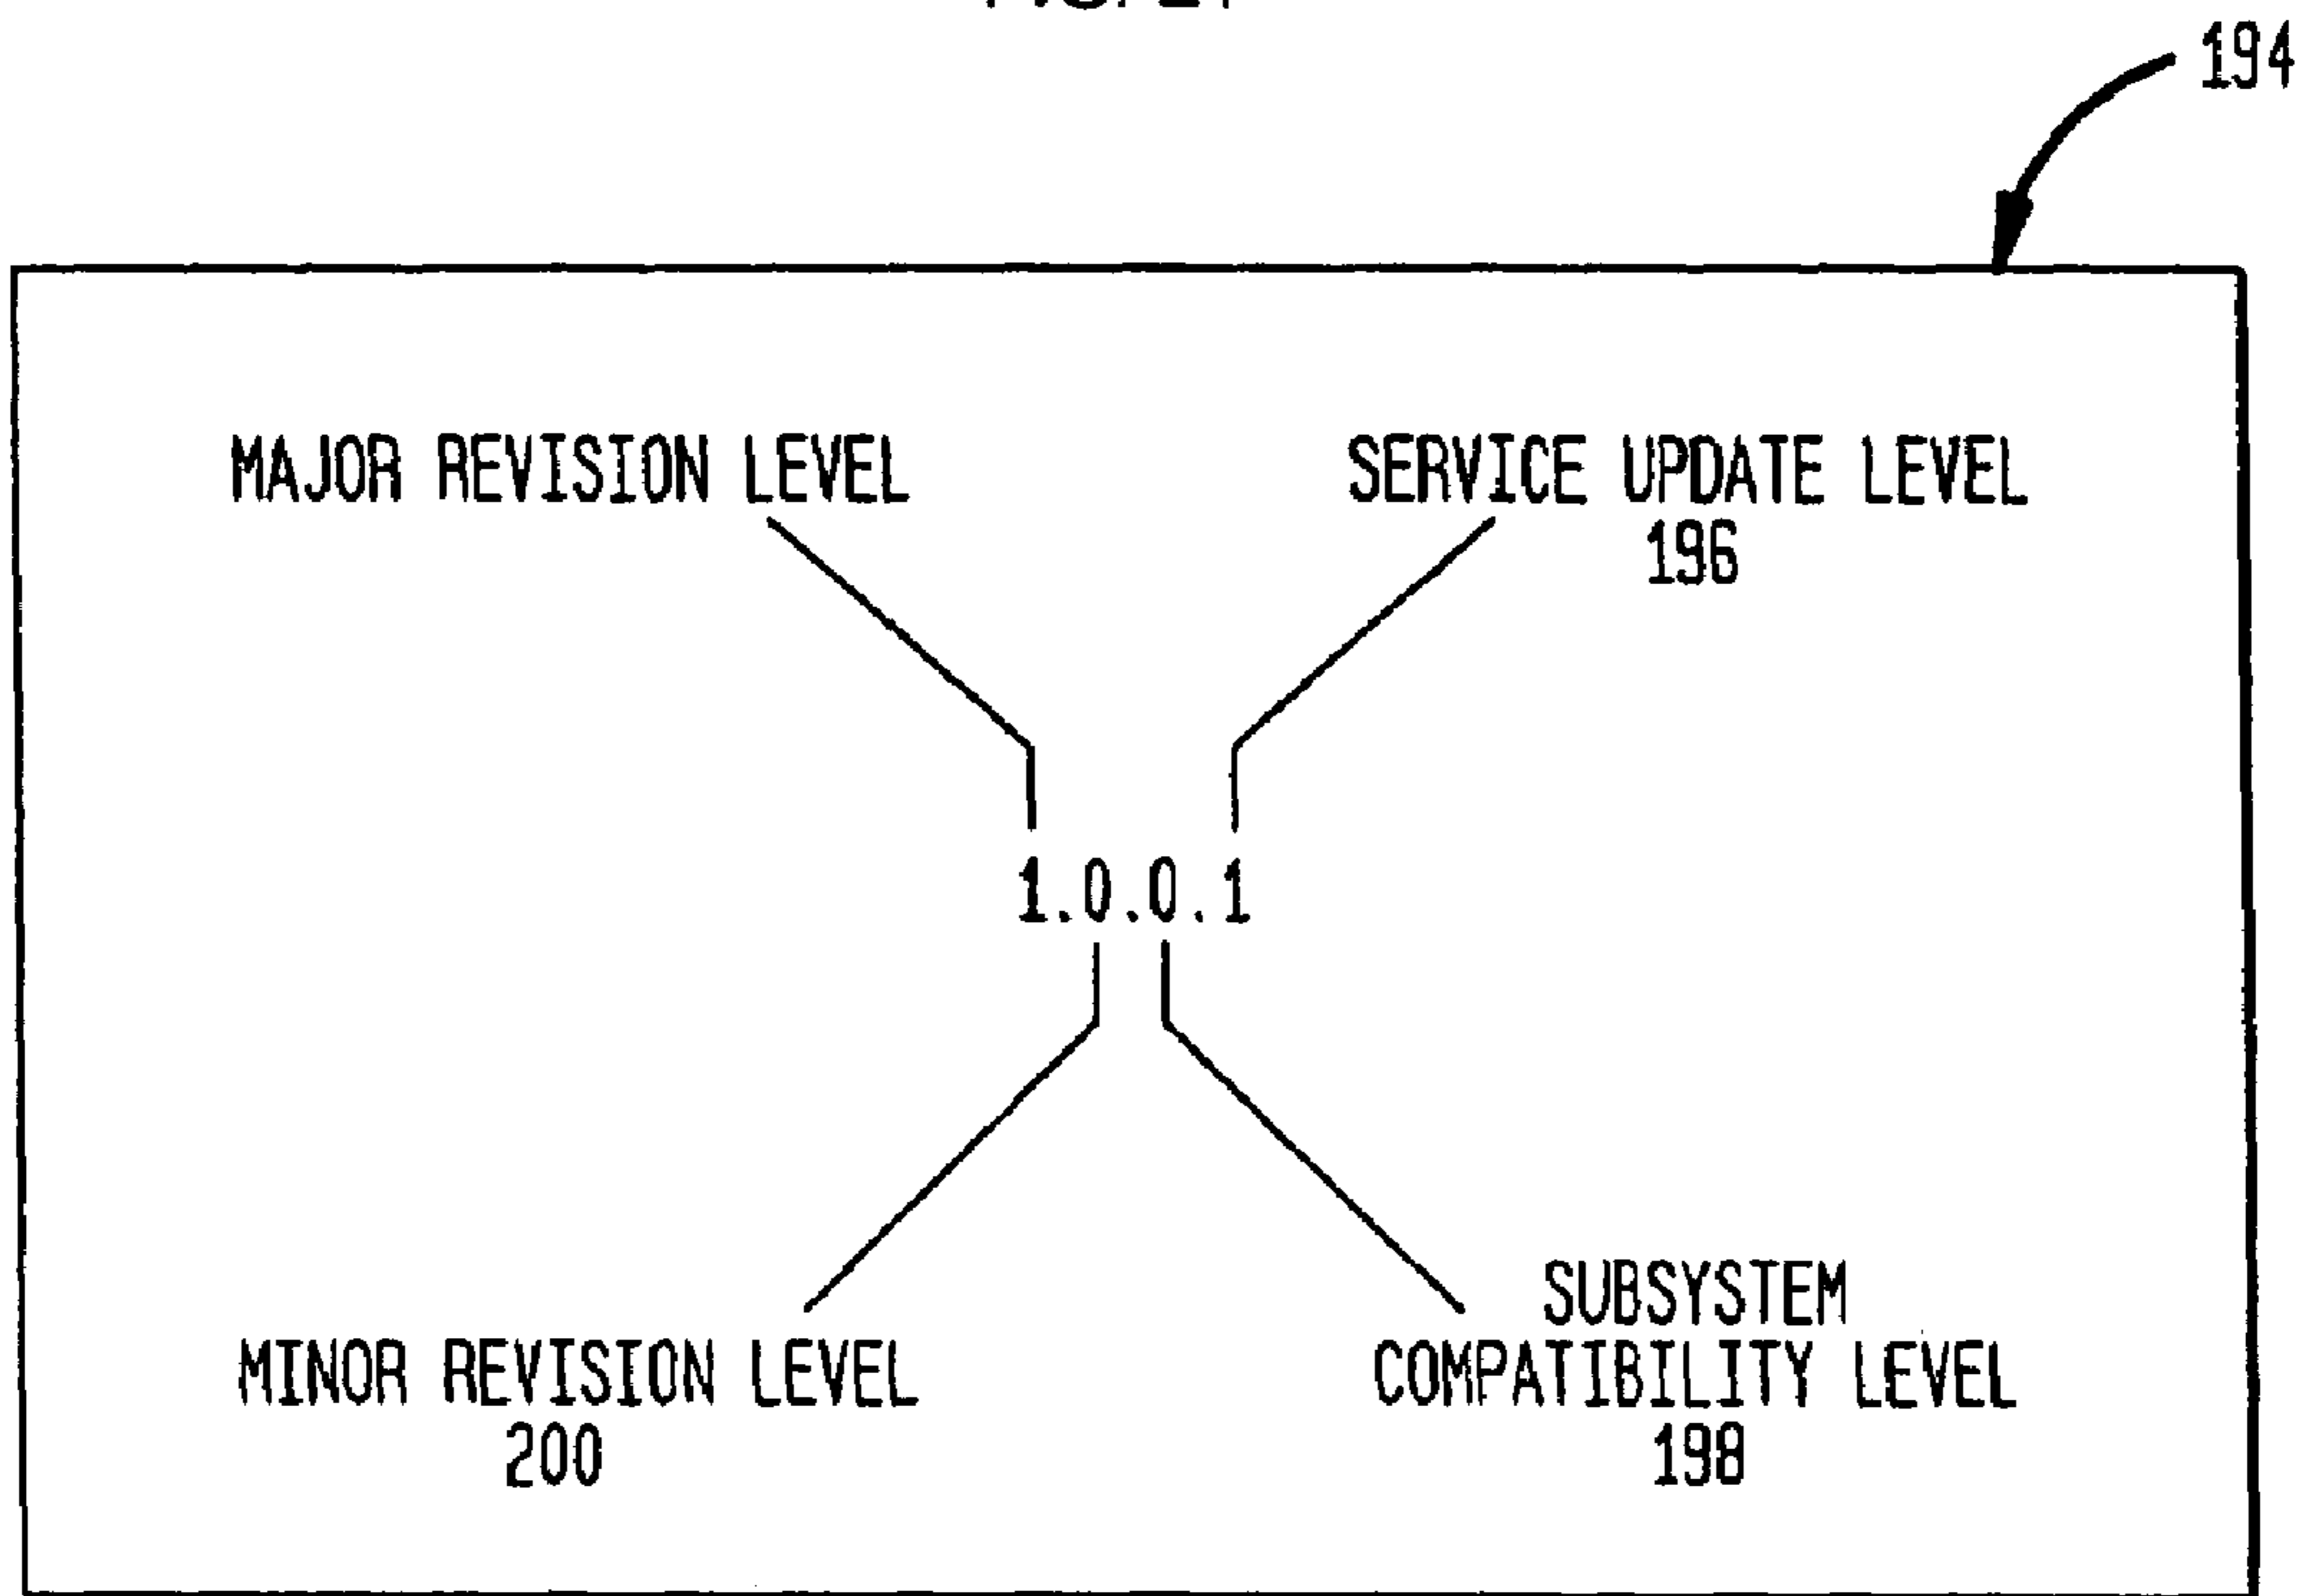 194
MAJOR REVISION LEVEL
SERVICE UPDATE LEVEL
196
1.0.0.1
MINOR REVISION LEVEL
200
SUBSYSTEM
COMPATIBILITY LEVEL
198